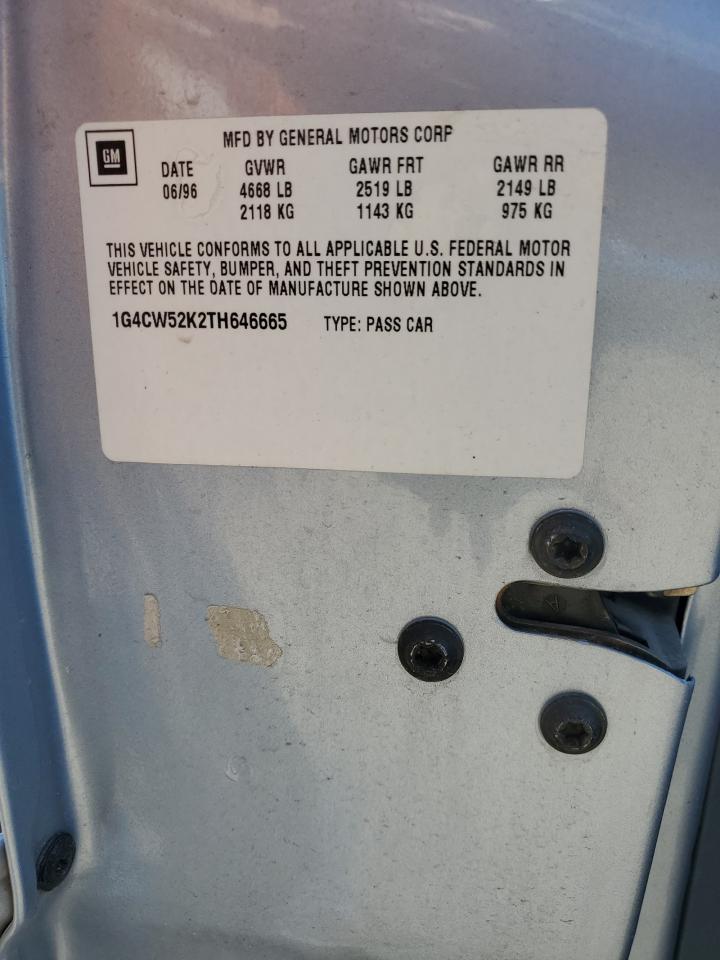 MFD BY GENERAL MOTORS CORP
GM
DATE GVWR GAWR FRT GAWR RR
06/96 4668 LB 2519 LB 2149 LB
2118 KG 1143 KG 975 KG
THIS VEHICLE CONFORMS TO ALL APPLICABLE U.S. FEDERAL MOTOR
VEHICLE SAFETY, BUMPER, AND THEFT PREVENTION STANDARDS IN
EFFECT ON THE DATE OF MANUFACTURE SHOWN ABOVE.
1G4CW52K2TH646665 TYPE: PASS CAR